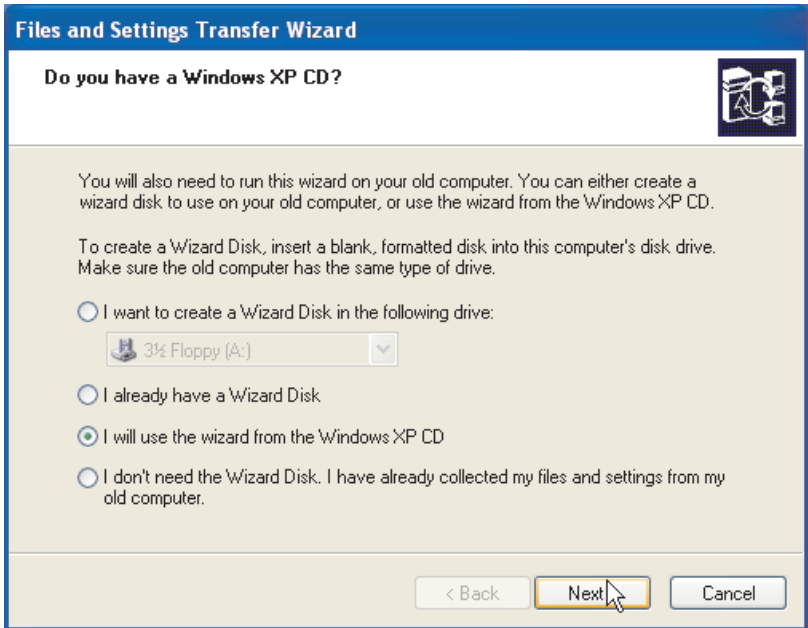 Files and Settings Transfer Wizard
Do you have a Windows XP CD?
You will also need to run this wizard on your old computer. You can either create a
wizard disk to use on your old computer, or use the wizard from the Windows XP CD.
To create a Wizard Disk, insert a blank, formatted disk into this computer's disk drive.
Make sure the old computer has the same type of drive.
I want to create a Wizard Disk in the following drive:
3½ Floppy (A:)
I already have a Wizard Disk
I will use the wizard from the Windows XP CD
I don't need the Wizard Disk. I have already collected my files and settings from my
old computer.
< Back Next Cancel